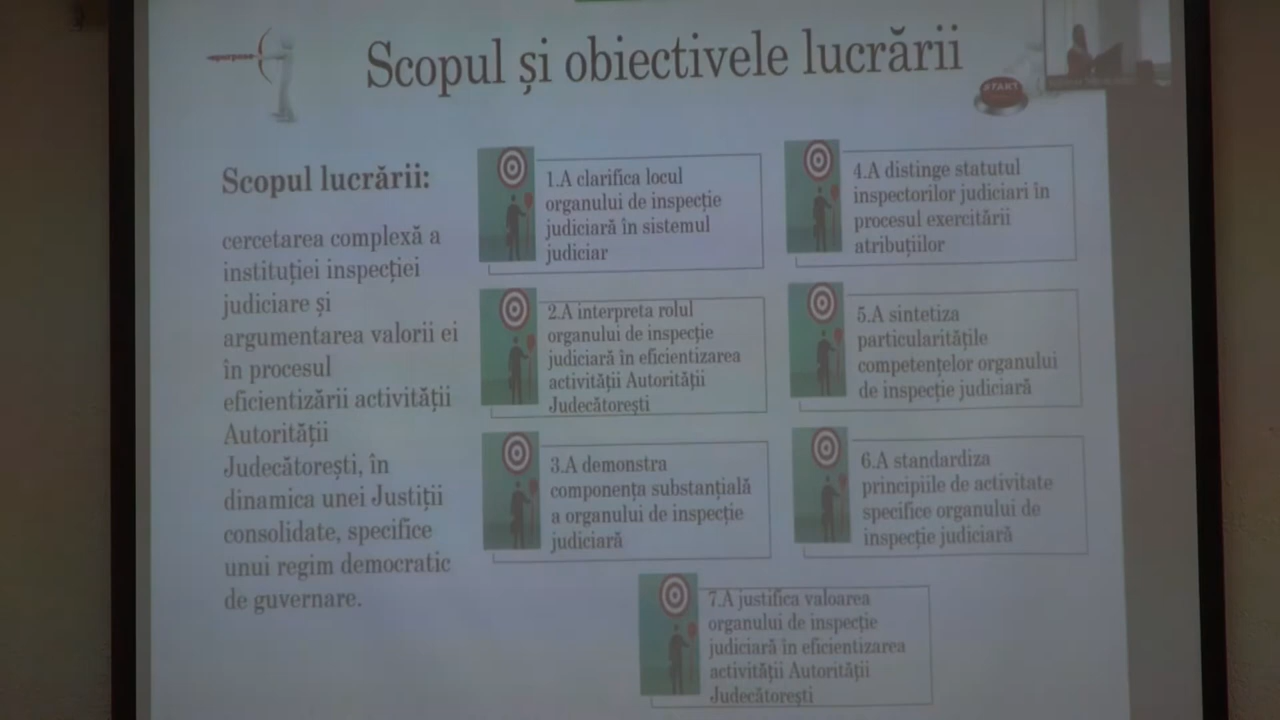 Scopul și obiectivele lucrării
purpose
START
Scopul lucrării:
cercetarea complexă a
instituției inspecției
judiciare și
argumentarea valorii ei
în procesul
eficientizării activității
Autorității
Judecătorești, în
dinamica unei Justiții
consolidate, specifice
unui regim democratic
de guvernare.
1.A clarifica locul
organului de inspecție
judiciară în sistemul
judiciar
2.A interpreta rolul
organului de inspecție
judiciară în eficientizarea
activității Autorității
Judecătorești
3.A demonstra
componența substanțială
a organului de inspecție
judiciară
4.A distinge statutul
inspectorilor judiciari în
procesul exercitării
atribuțiilor
5.A sintetiza
particularitățile
competențelor organului
de inspecție judiciară
6.A standardiza
principiile de activitate
specifice organului de
inspecție judiciară
7.A justifica valoarea
organului de inspecție
judiciară în eficientizarea
activității Autorității
Judecătorești